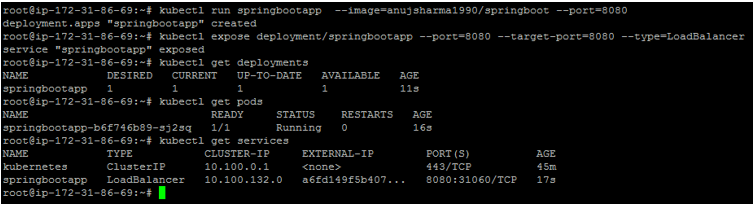 root@ip-172-31-86-69:~# kubectl run springbootapp  --image=anujsharma1990/springboot --port=8080
deployment.apps "springbootapp" created
root@ip-172-31-86-69:~# kubectl expose deployment/springbootapp --port=8080 --target-port=8080 --type=LoadBalancer
service "springbootapp" exposed
root@ip-172-31-86-69:~# kubectl get deployments
NAME            DESIRED   CURRENT   UP-TO-DATE   AVAILABLE   AGE
springbootapp   1         1         1            1           11s
root@ip-172-31-86-69:~# kubectl get pods
NAME                            READY     STATUS    RESTARTS   AGE
springbootapp-b6f746b89-sj2sq   1/1       Running   0          16s
root@ip-172-31-86-69:~# kubectl get services
NAME            TYPE           CLUSTER-IP     EXTERNAL-IP        PORT(S)          AGE
kubernetes      ClusterIP      10.100.0.1     <none>             443/TCP          45m
springbootapp   LoadBalancer   10.100.132.0   a6fd149f5b407...   8080:31060/TCP   17s
root@ip-172-31-86-69:~#